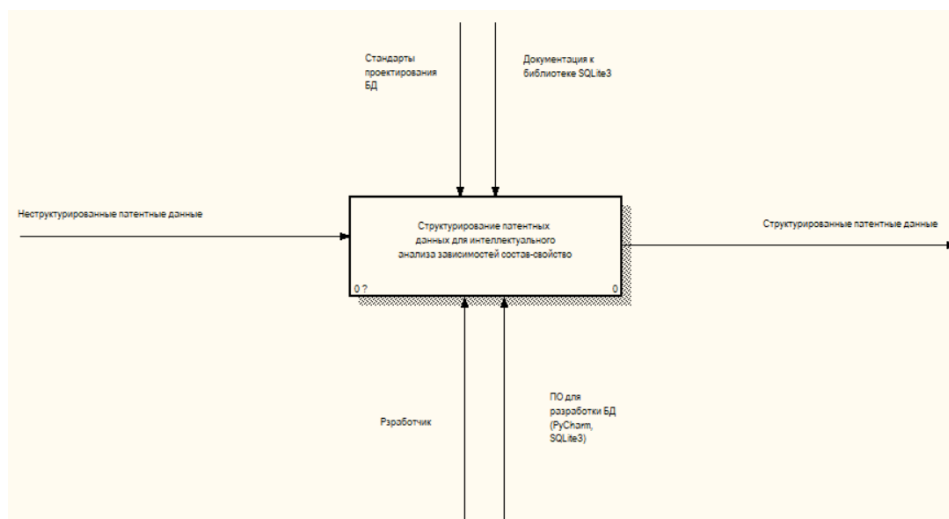 Стандарты
проектирования
БД
Документация к
библиотеке SQLite3
Неструктурированные патентные данные
Структурирование патентных
данных для интеллектуального
анализа зависимостей состав-свойство
0 ?
0
Структурированные патентные данные
Рзработчик
ПО для
разработки БД
(PyCharm,
SQLite3)